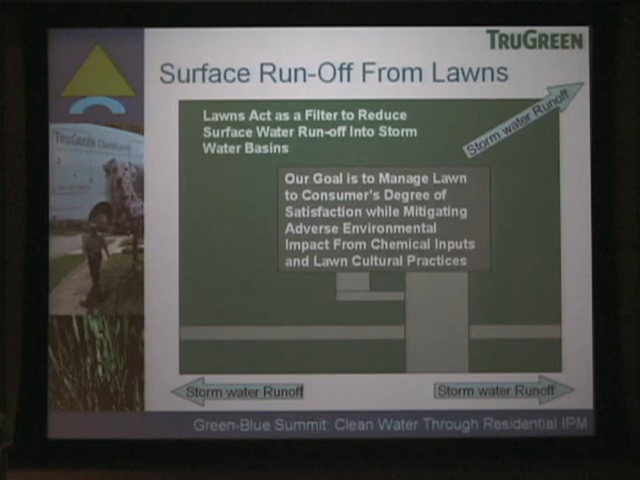 TRUGREEN
Surface Run-Off From Lawns
Lawns Act as a Filter to Reduce
Surface Water Run-off Into Storm
Water Basins
Storm water Runoff
TRUGREEN ChemLawn
Our Goal is to Manage Lawn
to Consumer's Degree of
Satisfaction while Mitigating
Adverse Environmental
Impact From Chemical Inputs
and Lawn Cultural Practices
Storm water Runoff
Storm water Runoff
Green-Blue Summit: Clean Water Through Residential IPM